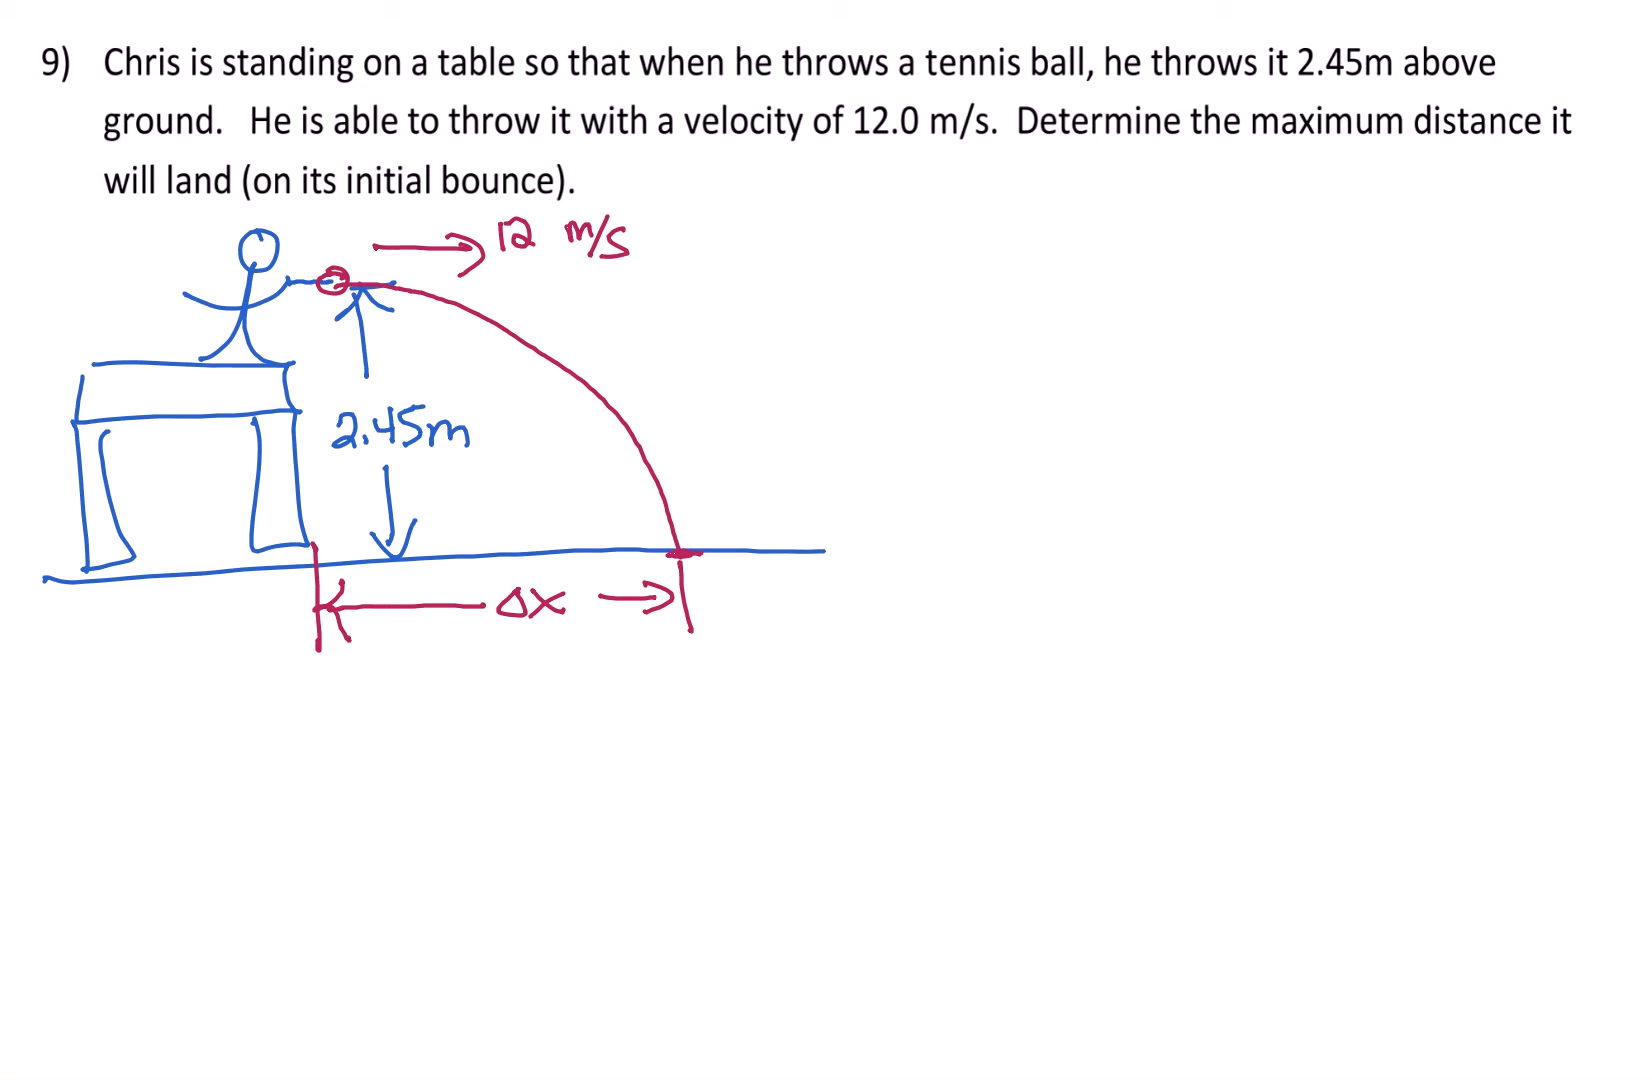 9) Chris is standing on a table so that when he throws a tennis ball, he throws it 2.45m above
ground. He is able to throw it with a velocity of 12.0 m/s. Determine the maximum distance it
will land (on its initial bounce).
12 m/s
2.45m
Δx